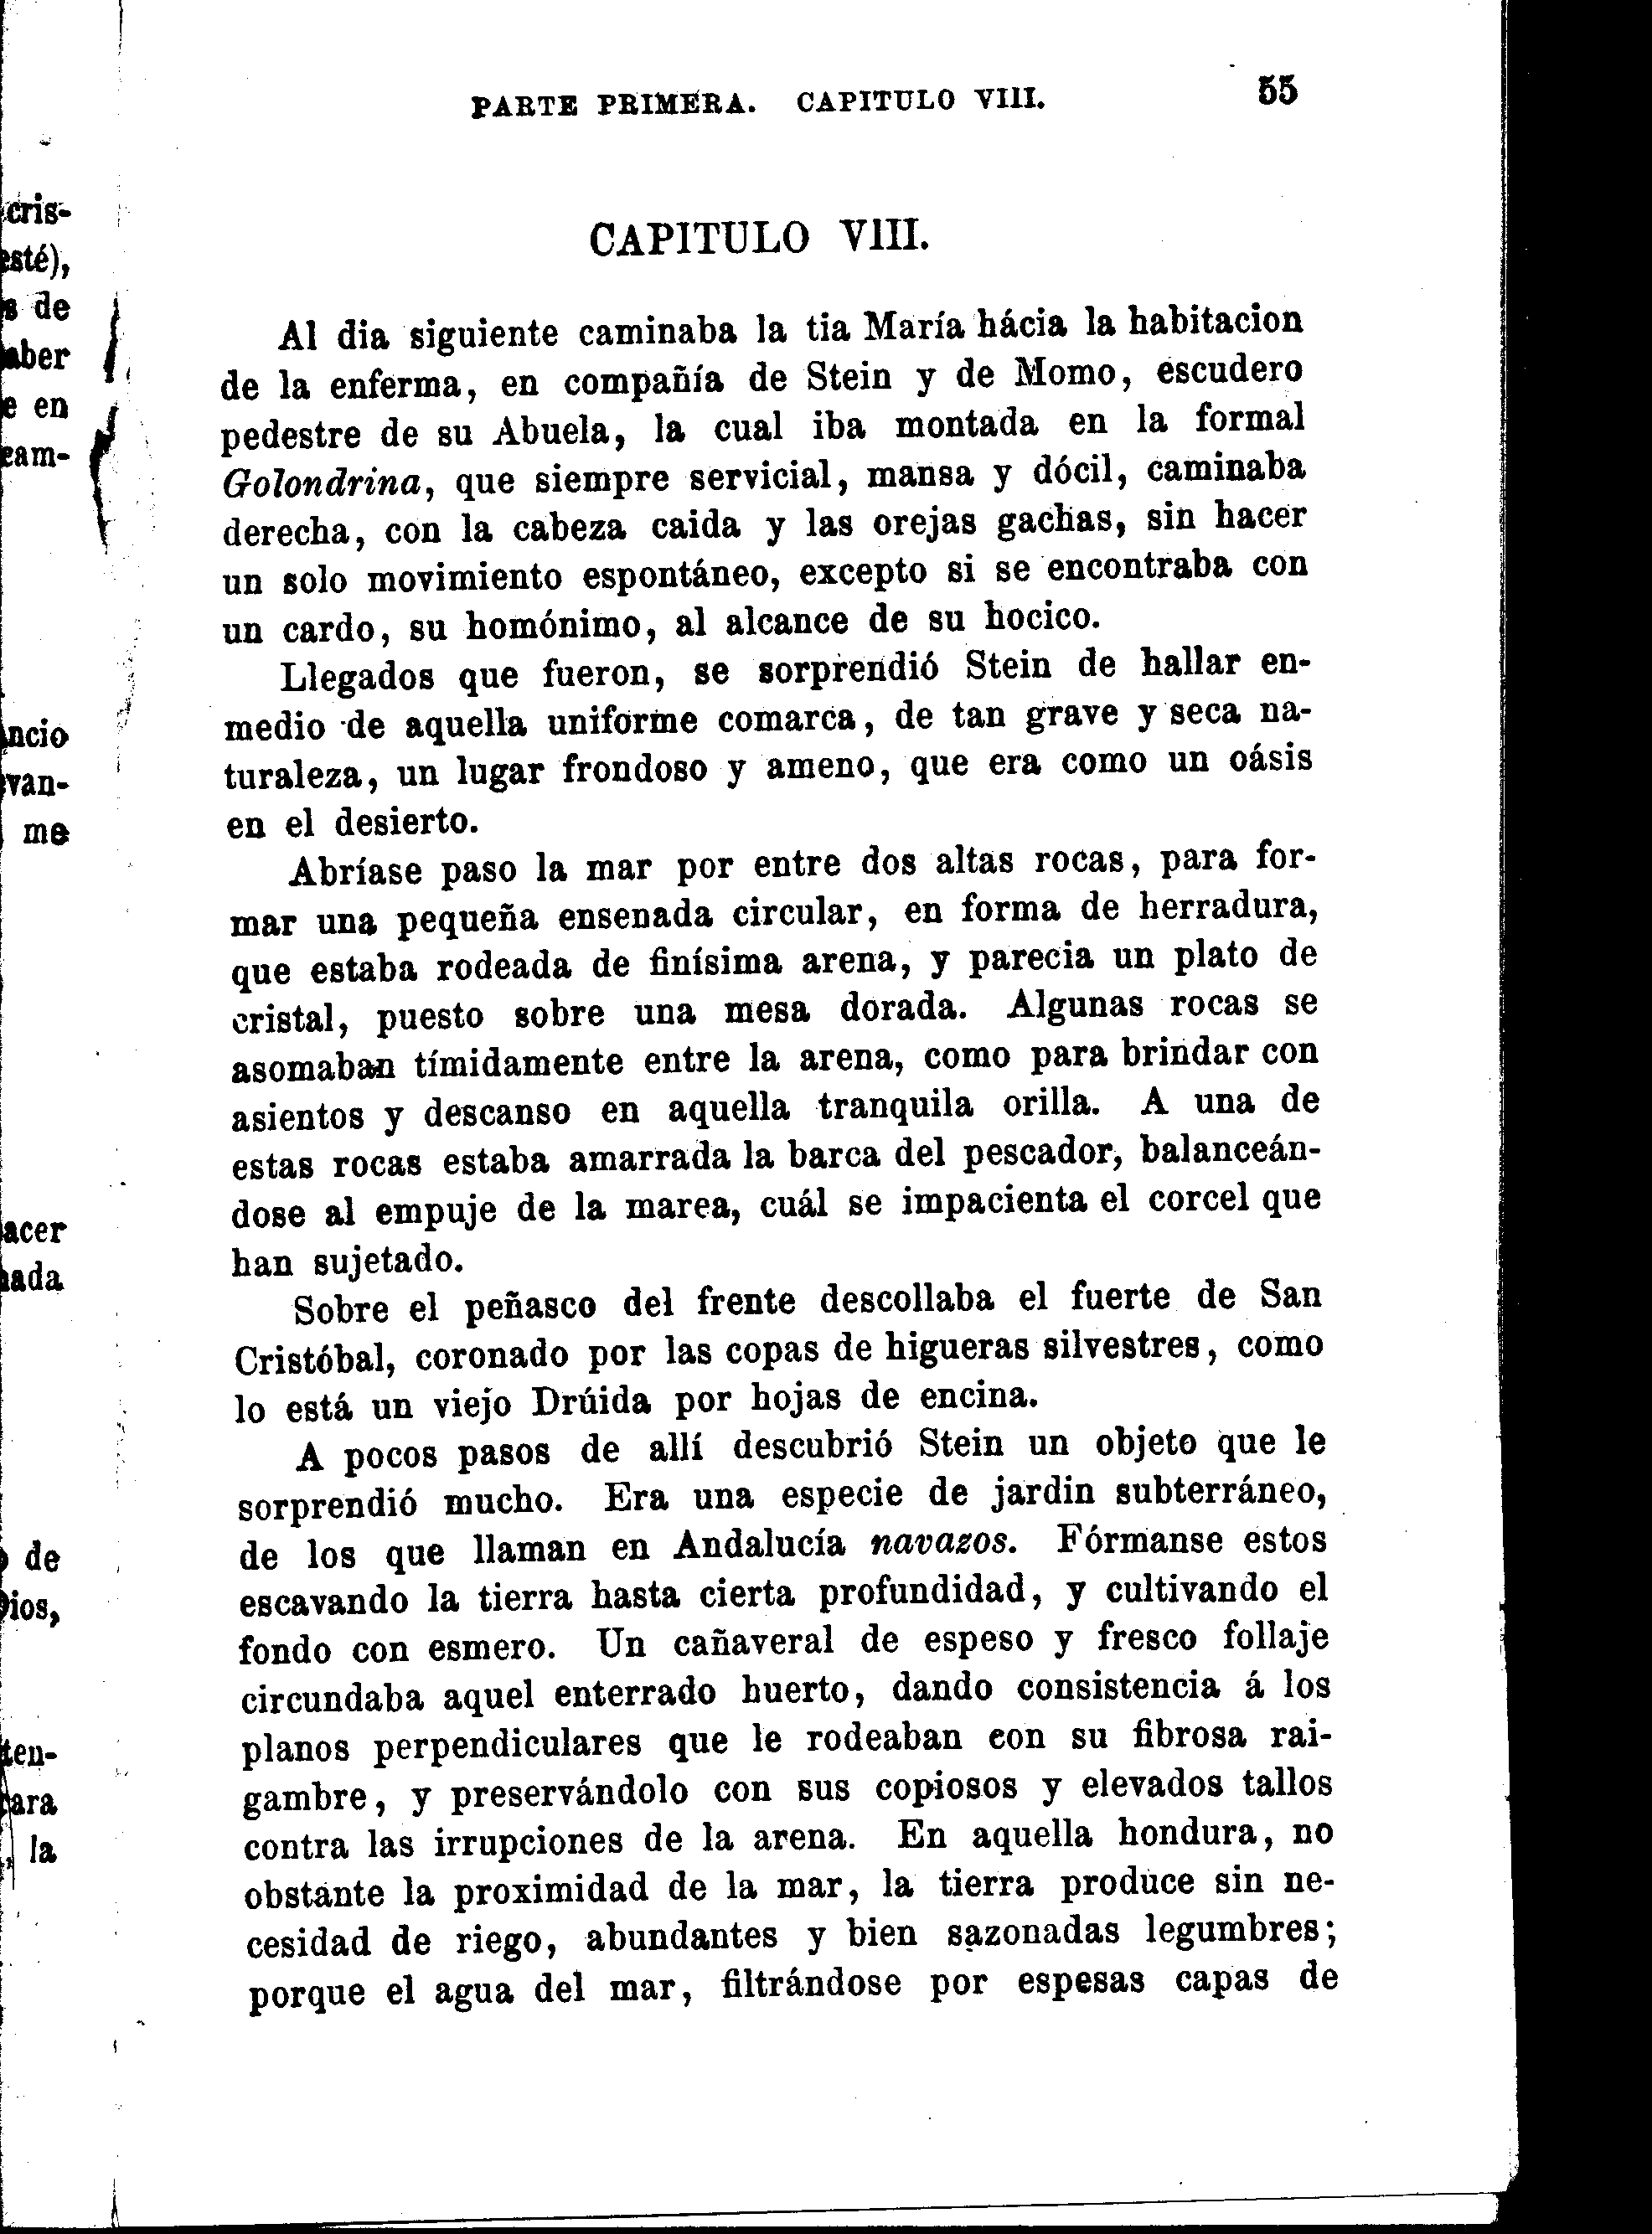 PARTE PRIMERA. CAPITULO VIII. 55
CAPITULO VIII.
Al dia siguiente caminaba la tia María hácia la habitacion
de la enferma, en compañía de Stein y de Momo, escudero
pedestre de su Abuela, la cual iba montada en la formal
Golondrina, que siempre servicial, mansa y dócil, caminaba
derecha, con la cabeza caida y las orejas gachas, sin hacer
un solo movimiento espontáneo, excepto si se encontraba con
un cardo, su homónimo, al alcance de su hocico.
Llegados que fueron, se sorprendió Stein de hallar en-
medio de aquella uniforme comarca, de tan grave y seca na-
turaleza, un lugar frondoso y ameno, que era como un oásis
en el desierto.
Abríase paso la mar por entre dos altas rocas, para for-
mar una pequeña ensenada circular, en forma de herradura,
que estaba rodeada de finísima arena, y parecia un plato de
cristal, puesto sobre una mesa dorada. Algunas rocas se
asomaban tímidamente entre la arena, como para brindar con
asientos y descanso en aquella tranquila orilla. A una de
estas rocas estaba amarrada la barca del pescador, balanceán-
dose al empuje de la marea, cuál se impacienta el corcel que
han sujetado.
Sobre el peñasco del frente descollaba el fuerte de San
Cristóbal, coronado por las copas de higueras silvestres, como
lo está un viejo Drúida por hojas de encina.
A pocos pasos de allí descubrió Stein un objeto que le
sorprendió mucho. Era una especie de jardin subterráneo,
de los que llaman en Andalucía navazos. Fórmanse estos
escavando la tierra hasta cierta profundidad, y cultivando el
fondo con esmero. Un cañaveral de espeso y fresco follaje
circundaba aquel enterrado huerto, dando consistencia á los
planos perpendiculares que le rodeaban con su fibrosa rai-
gambre, y preservándolo con sus copiosos y elevados tallos
contra las irrupciones de la arena. En aquella hondura, no
obstante la proximidad de la mar, la tierra produce sin ne-
cesidad de riego, abundantes y bien sazonadas legumbres;
porque el agua del mar, filtrándose por espesas capas de